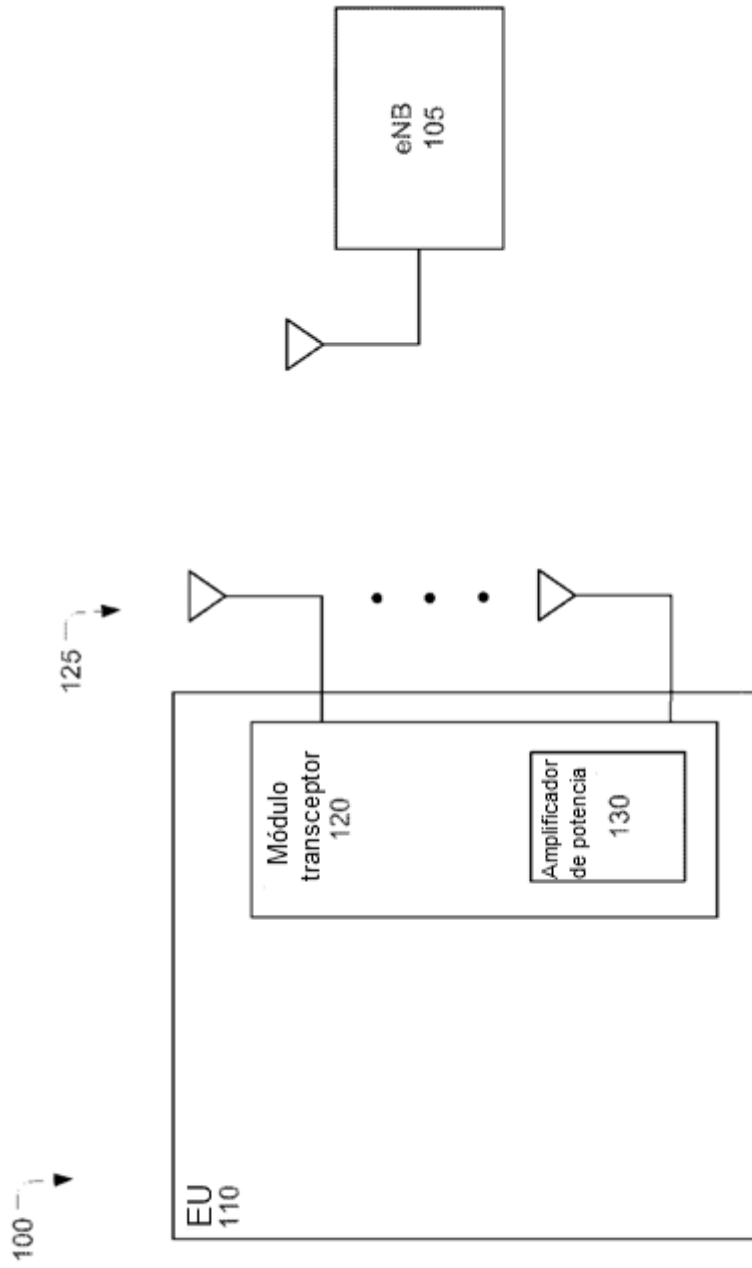 100
EU
110
125
Módulo
transceptor
120
Amplificador
de potencia
130
eNB
105